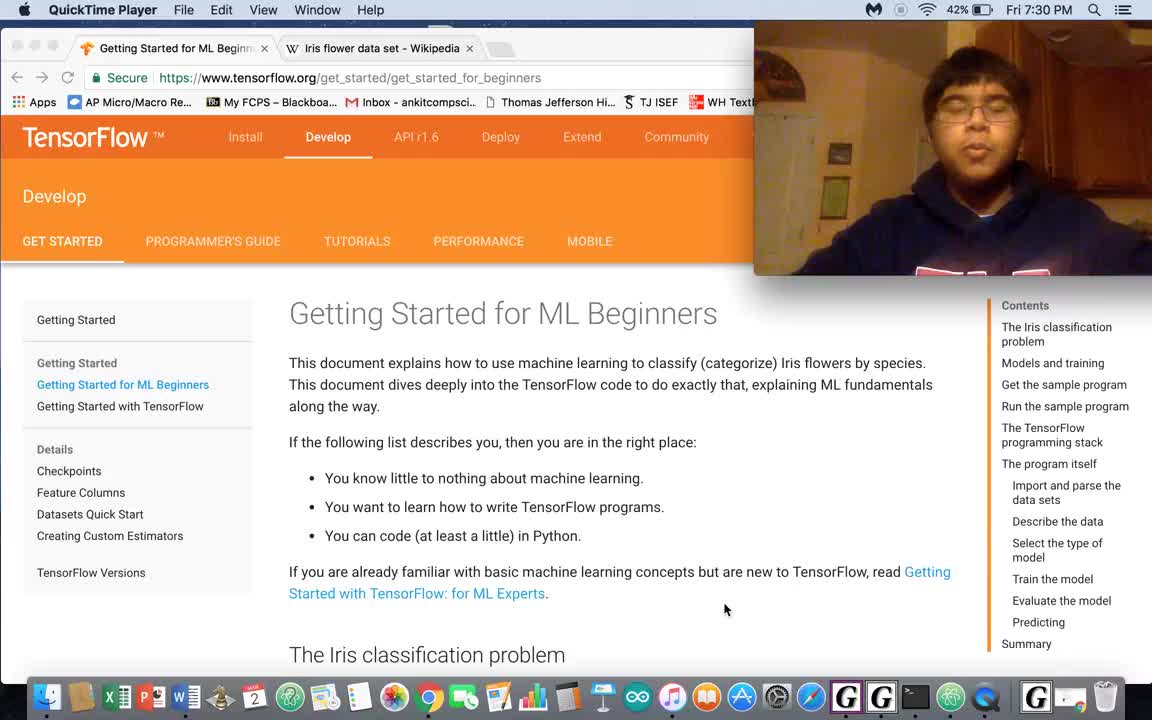 QuickTime Player File Edit View Window Help 42% Fri 7:30 PM
Getting Started for ML Beginn × W Iris flower data set - Wikipedia ×
Secure https://www.tensorflow.org/get_started/get_started_for_beginners
Apps AP Micro/Macro Re... Bb My FCPS – Blackboa... Inbox - ankitcompsci... Thomas Jefferson Hi... TJ ISEF WH Text
TensorFlow™ Install Develop API r1.6 Deploy Extend Community
Develop
GET STARTED PROGRAMMER'S GUIDE TUTORIALS PERFORMANCE MOBILE
Getting Started
Getting Started
Getting Started for ML Beginners
Getting Started with TensorFlow
Details
Checkpoints
Feature Columns
Datasets Quick Start
Creating Custom Estimators
TensorFlow Versions
Getting Started for ML Beginners
This document explains how to use machine learning to classify (categorize) Iris flowers by species.
This document dives deeply into the TensorFlow code to do exactly that, explaining ML fundamentals
along the way.
If the following list describes you, then you are in the right place:
• You know little to nothing about machine learning.
• You want to learn how to write TensorFlow programs.
• You can code (at least a little) in Python.
If you are already familiar with basic machine learning concepts but are new to TensorFlow, read Getting
Started with TensorFlow: for ML Experts.
The Iris classification problem
Contents
The Iris classification
problem
Models and training
Get the sample program
Run the sample program
The TensorFlow
programming stack
The program itself
Import and parse the
data sets
Describe the data
Select the type of
model
Train the model
Evaluate the model
Predicting
Summary
MAR
2
G G G